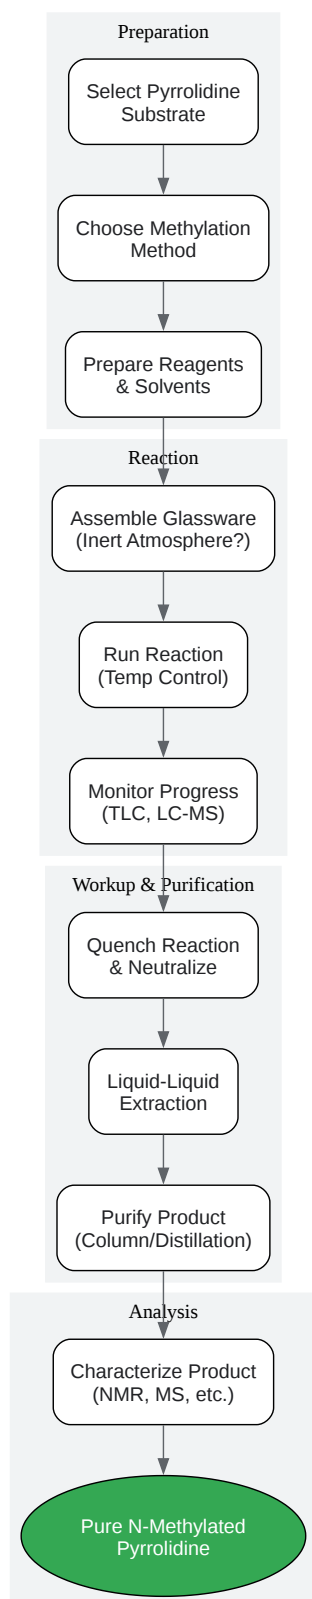 Preparation
Select Pyrrolidine
Substrate
Choose Methylation
Method
Prepare Reagents
& Solvents
Reaction
Assemble Glassware
(Inert Atmosphere?)
Run Reaction
(Temp Control)
Monitor Progress
(TLC, LC-MS)
Workup & Purification
Quench Reaction
& Neutralize
Liquid-Liquid
Extraction
Purify Product
(Column/Distillation)
Analysis
Characterize Product
(NMR, MS, etc.)
Pure N-Methylated
Pyrrolidine